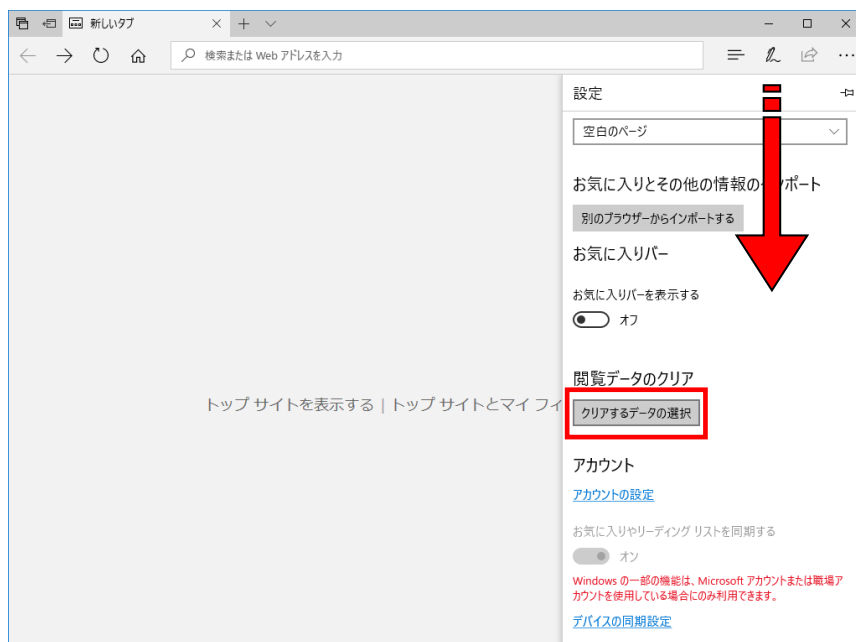 新しいタブ
検索または Web アドレスを入力
設定
空白のページ
お気に入りとその他の情報の ポート
別のブラウザーからインポートする
お気に入りバー
お気に入りバーを表示する
オフ
閲覧データのクリア
トップ サイトを表示する | トップ サイトとマイ フィ
クリアするデータの選択
アカウント
アカウントの設定
お気に入りやリーディング リストを同期する
オン
Windows の一部の機能は、Microsoft アカウントまたは職場ア
カウントを使用している場合にのみ利用できます。
デバイスの同期設定